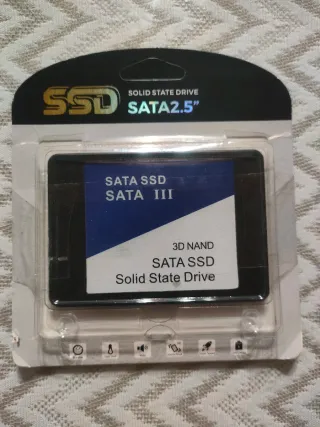 SSD
SOLID STATE DRIVE
SATA2.5"
SATA SSD
SATA III
3D NAND
SATA SSD
Solid State Drive